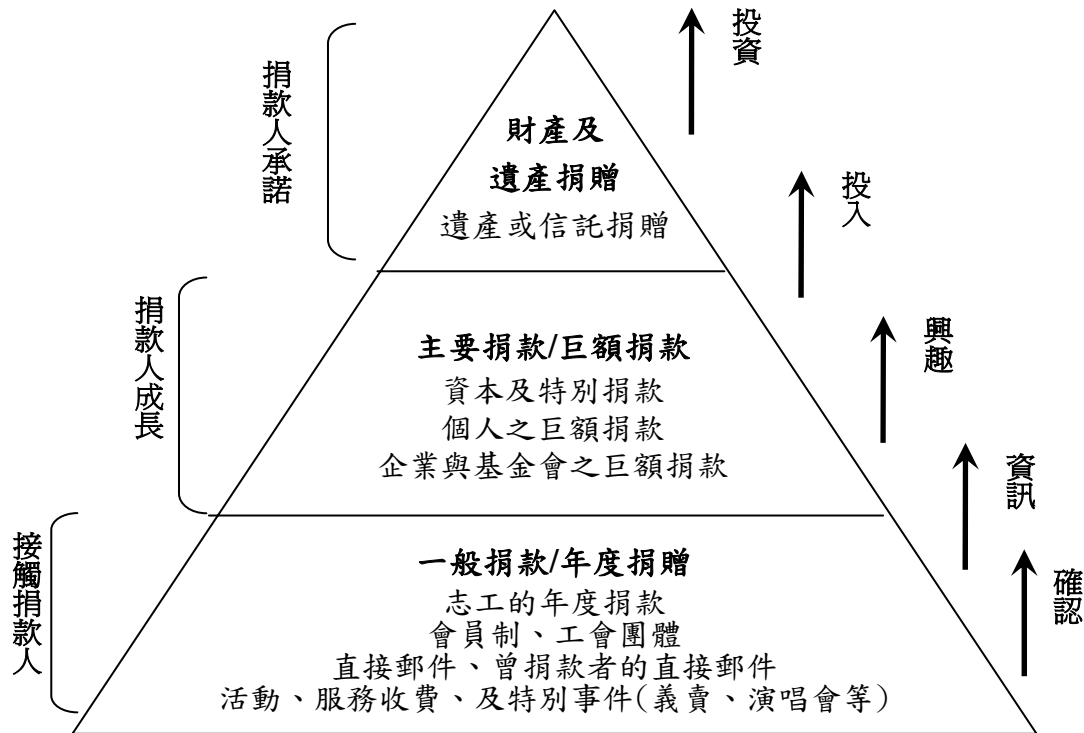 投資
捐款人承諾
財產及
遺產捐贈
遺產或信託捐贈
投入
捐款人成長
主要捐款/巨額捐款
資本及特別捐款
個人之巨額捐款
企業與基金會之巨額捐款
興趣
資訊
接觸捐款人
一般捐款/年度捐贈
志工的年度捐款
會員制、工會團體
直接郵件、曾捐款者的直接郵件
活動、服務收費、及特別事件(義賣、演唱會等)
確認